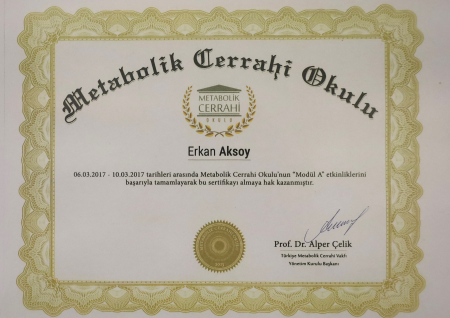 Metabolik Cerrahi Okulu
METABOLİK
CERRAHİ
OKULU
Erkan Aksoy
06.03.2017 - 10.03.2017 tarihleri arasında Metabolik Cerrahi Okulu'nun "Modül A" etkinliklerini
başarıyla tamamlayarak bu sertifikayı almaya hak kazanmıştır.
Prof. Dr. Alper Çelik
Türkiye Metabolik Cerrahi Vakfı
Yönetim Kurulu Başkanı